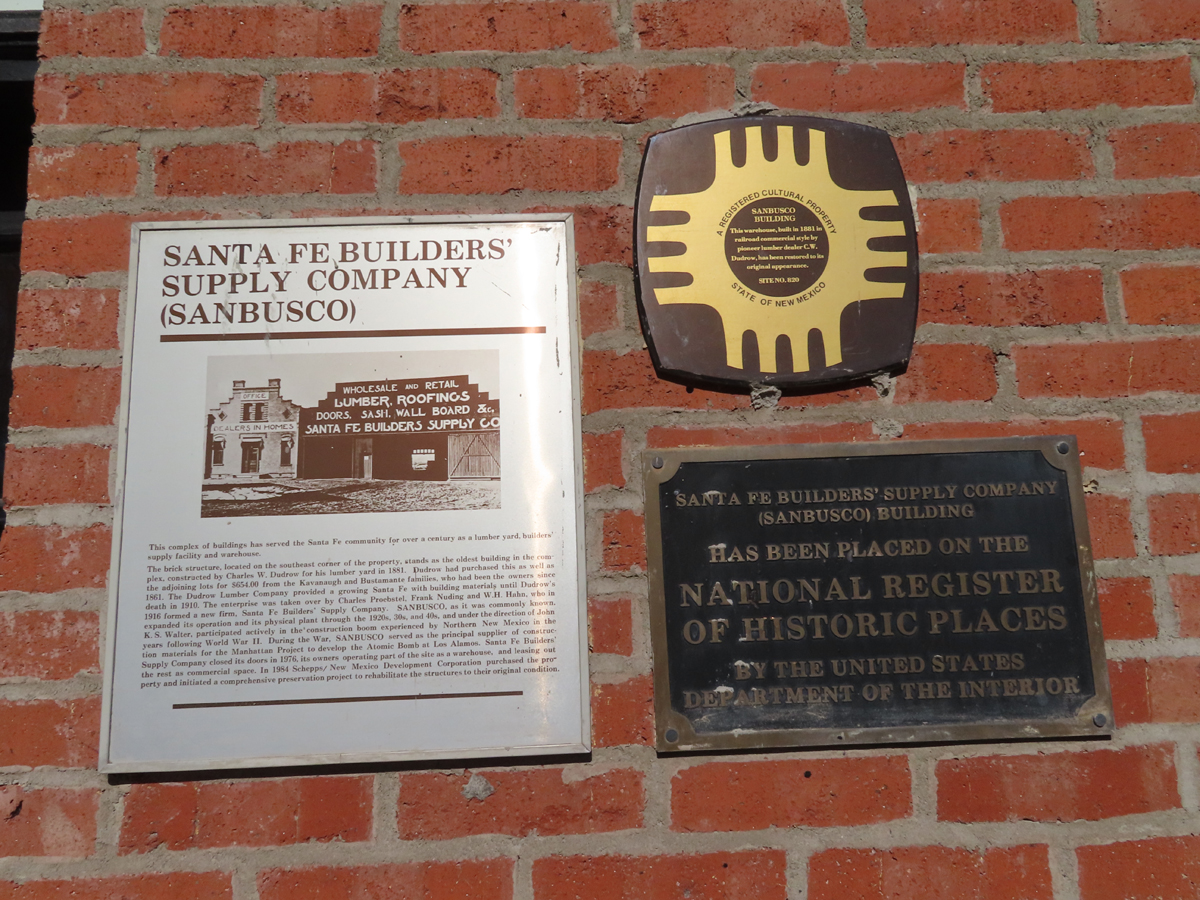 SANTA FE BUILDERS'
SUPPLY COMPANY
(SANBUSCO)
OFFICE
DEALERS IN HOMES
WHOLESALE AND RETAIL
LUMBER, ROOFINGS
DOORS, SASH, WALL BOARD &c,
SANTA FE BUILDERS SUPPLY CO
This complex of buildings has served the Santa Fe community for over a century as a lumber yard, builders'
supply facility and warehouse.
The brick structure, located on the southeast corner of the property, stands as the oldest building in the com-
plex, constructed by Charles W. Dudrow for his lumber yard in 1881. Dudrow had purchased this as well as
the adjoining lots for $654.00 from the Kavanaugh and Bustamante families, who had been the owners since
1861. The Dudrow Lumber Company provided a growing Santa Fe with building materials until Dudrow's
death in 1910. The enterprise was taken over by Charles Proebstel, Frank Nuding and W.H. Hahn, who in
1916 formed a new firm, Santa Fe Builders' Supply Company. SANBUSCO, as it was commonly known,
expanded its operation and its physical plant through the 1920s, 30s, and 40s, and under the direction of John
K. S. Walter, participated actively in the construction boom experienced by Northern New Mexico in the
years following World War II. During the War, SANBUSCO served as the principal supplier of construc-
tion materials for the Manhattan Project to develop the Atomic Bomb at Los Alamos. Santa Fe Builders'
Supply Company closed its doors in 1976, its owners operating part of the site as a warehouse, and leasing out
the rest as commercial space. In 1984 Schepps/New Mexico Development Corporation purchased the pro-
perty and initiated a comprehensive preservation project to rehabilitate the structures to their original condition.
A REGISTERED CULTURAL PROPERTY
SANBUSCO
BUILDING
This warehouse, built in 1881 in
railroad commercial style by
pioneer lumber dealer C.W.
Dudrow, has been restored to its
original appearance.
SITE NO. 820
STATE OF NEW MEXICO
SANTA FE BUILDERS' SUPPLY COMPANY
(SANBUSCO) BUILDING
HAS BEEN PLACED ON THE
NATIONAL REGISTER
OF HISTORIC PLACES
BY THE UNITED STATES
DEPARTMENT OF THE INTERIOR